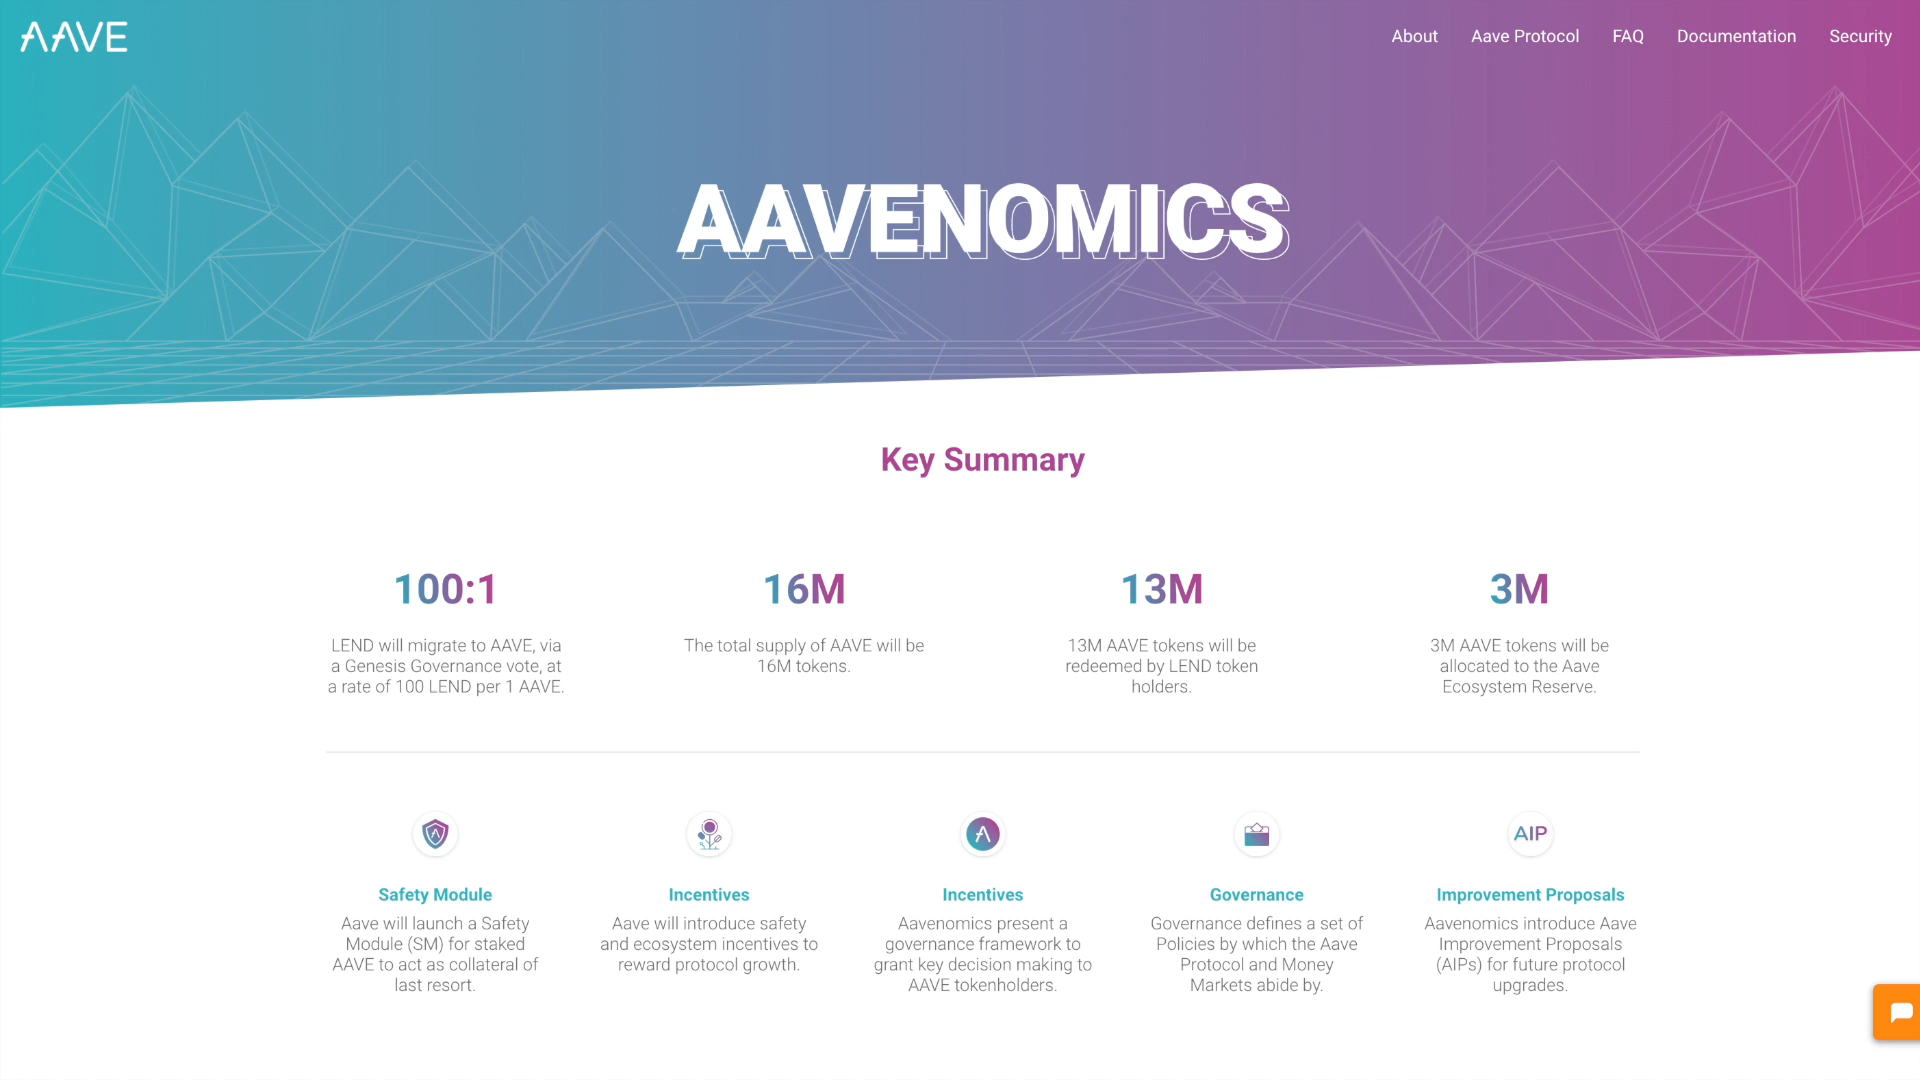 AAVE
About Aave Protocol FAQ Documentation Security
AAVENOMICS
Key Summary
100:1
LEND will migrate to AAVE, via
a Genesis Governance vote, at
a rate of 100 LEND per 1 AAVE.
16M
The total supply of AAVE will be
16M tokens.
13M
13M AAVE tokens will be
redeemed by LEND token
holders.
3M
3M AAVE tokens will be
allocated to the Aave
Ecosystem Reserve.
Safety Module
Aave will launch a Safety
Module (SM) for staked
AAVE to act as collateral of
last resort.
Incentives
Aave will introduce safety
and ecosystem incentives to
reward protocol growth.
Incentives
Aavenomics present a
governance framework to
grant key decision making to
AAVE tokenholders.
Governance
Governance defines a set of
Policies by which the Aave
Protocol and Money
Markets abide by.
AIP
Improvement Proposals
Aavenomics introduce Aave
Improvement Proposals
(AIPs) for future protocol
upgrades.